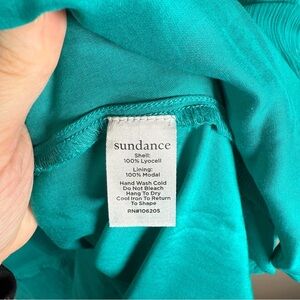 sundance
Shell:
100% Lyocell
Lining:
100% Modal
Hand Wash Cold
Do Not Bleach
Hang To Dry
Cool Iron To Return
To Shape
RN#106205